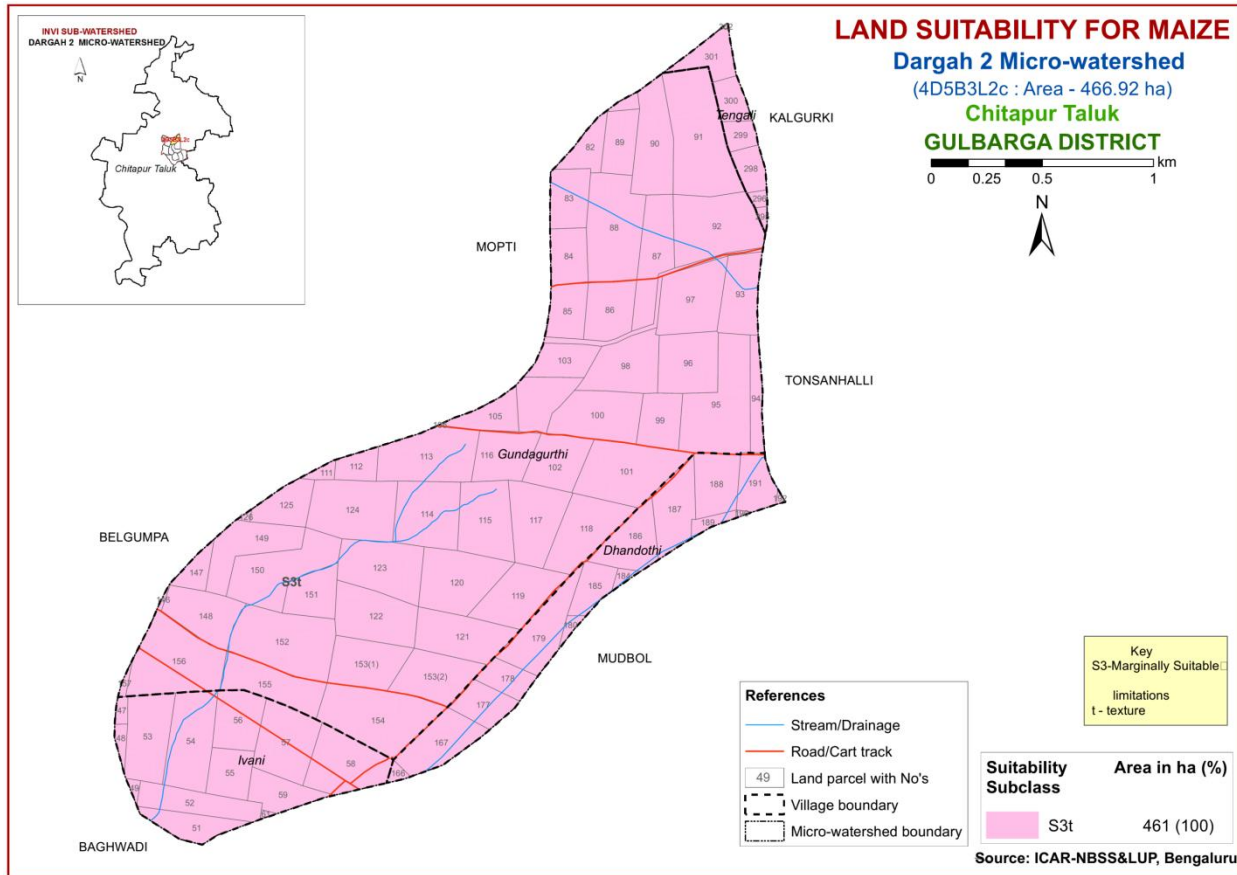 INVI SUB-WATERSHED
DARGAH 2 MICRO-WATERSHED
N
Chitapur Taluk
LAND SUITABILITY FOR MAIZE
Dargah 2 Micro-watershed
(4D5B3L2c : Area - 466.92 ha)
Chitapur Taluk
GULBARGA DISTRICT
km
0 0.25 0.5 1
N
301
300
Tengali
KALGURKI
82 89 90 91 299
298
296
83
88 92
MOPTI
84 87
93
97
85 86
103 98 96
TONSANHALLI
95 94
105 100 99
113 116 Gundagurthi
112 102 101
111
188 191
125 124 114 115 117 187
118 189
186
BELGUMPA
149
Dhandothi
123
147 150 S3t 120
151 119 185
148 122
152 121 179
MUDBOL
156 153(1)
153(2) 178
155
177
47 56 154
48 53 54 57 167
Ivani 58
166
55
49 59
52
51
BAGHWADI
References
Stream/Drainage
Road/Cart track
49 Land parcel with No's
Village boundary
Micro-watershed boundary
Key
S3-Marginally Suitable
limitations
t - texture
Suitability Subclass Area in ha (%)
S3t 461 (100)
Source: ICAR-NBSS&LUP, Bengaluru